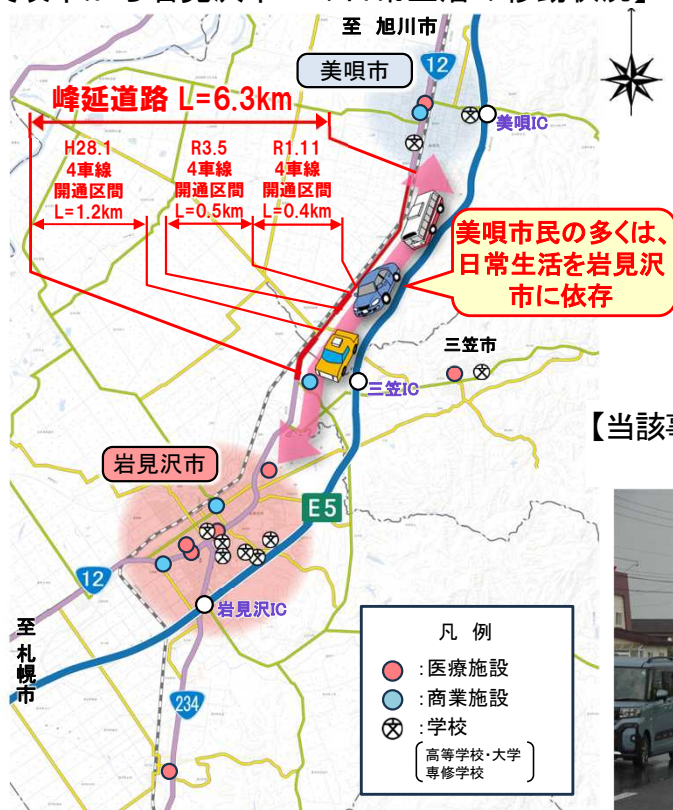 至 旭川市
美唄市
12
峰延道路 L=6.3km
美唄IC
H28.1
4車線
開通区間
L=1.2km
R3.5
4車線
開通区間
L=0.5km
R1.11
4車線
開通区間
L=0.4km
美唄市民の多くは、
日常生活を岩見沢
市に依存
三笠市
三笠IC
【当該事
岩見沢市
E5
12
岩見沢IC
至 札幌市
234
凡 例
:医療施設
:商業施設
:学校
高等学校・大学
専修学校